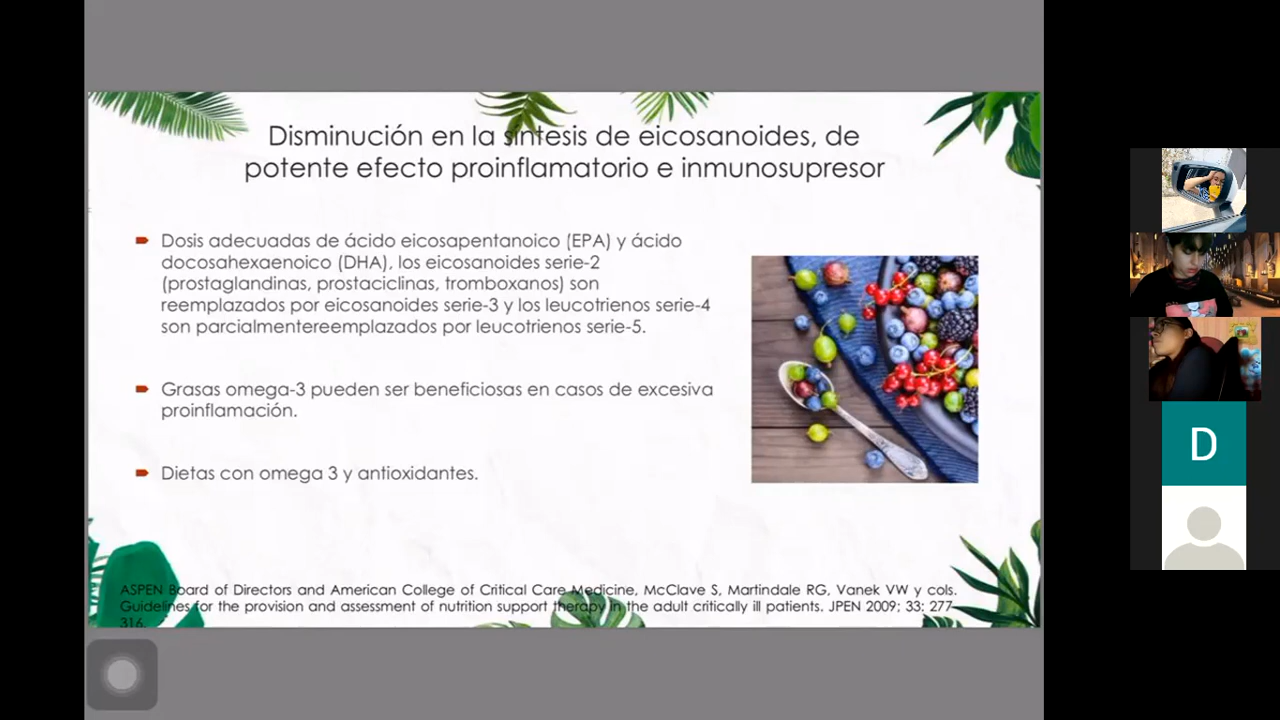 Disminución en la síntesis de eicosanoides, de
potente efecto proinflamatorio e inmunosupresor
Dosis adecuadas de ácido eicosapentanoico (EPA) y ácido
docosahexaenoico (DHA), los eicosanoides serie-2
(prostaglandinas, prostaciclinas, tromboxanos) son
reemplazados por eicosanoides serie-3 y los leucotrienos serie-4
son parcialmentereemplazados por leucotrienos serie-5.
Grasas omega-3 pueden ser beneficiosas en casos de excesiva
proinflamación.
Dietas con omega 3 y antioxidantes.
ASPEN Board of Directors and American College of Critical Care Medicine, McClave S, Martindale RG, Vanek VW y cols.
Guidelines for the provision and assessment of nutrition support therapy in the adult critically ill patients. JPEN 2009; 33: 277-
316.
D